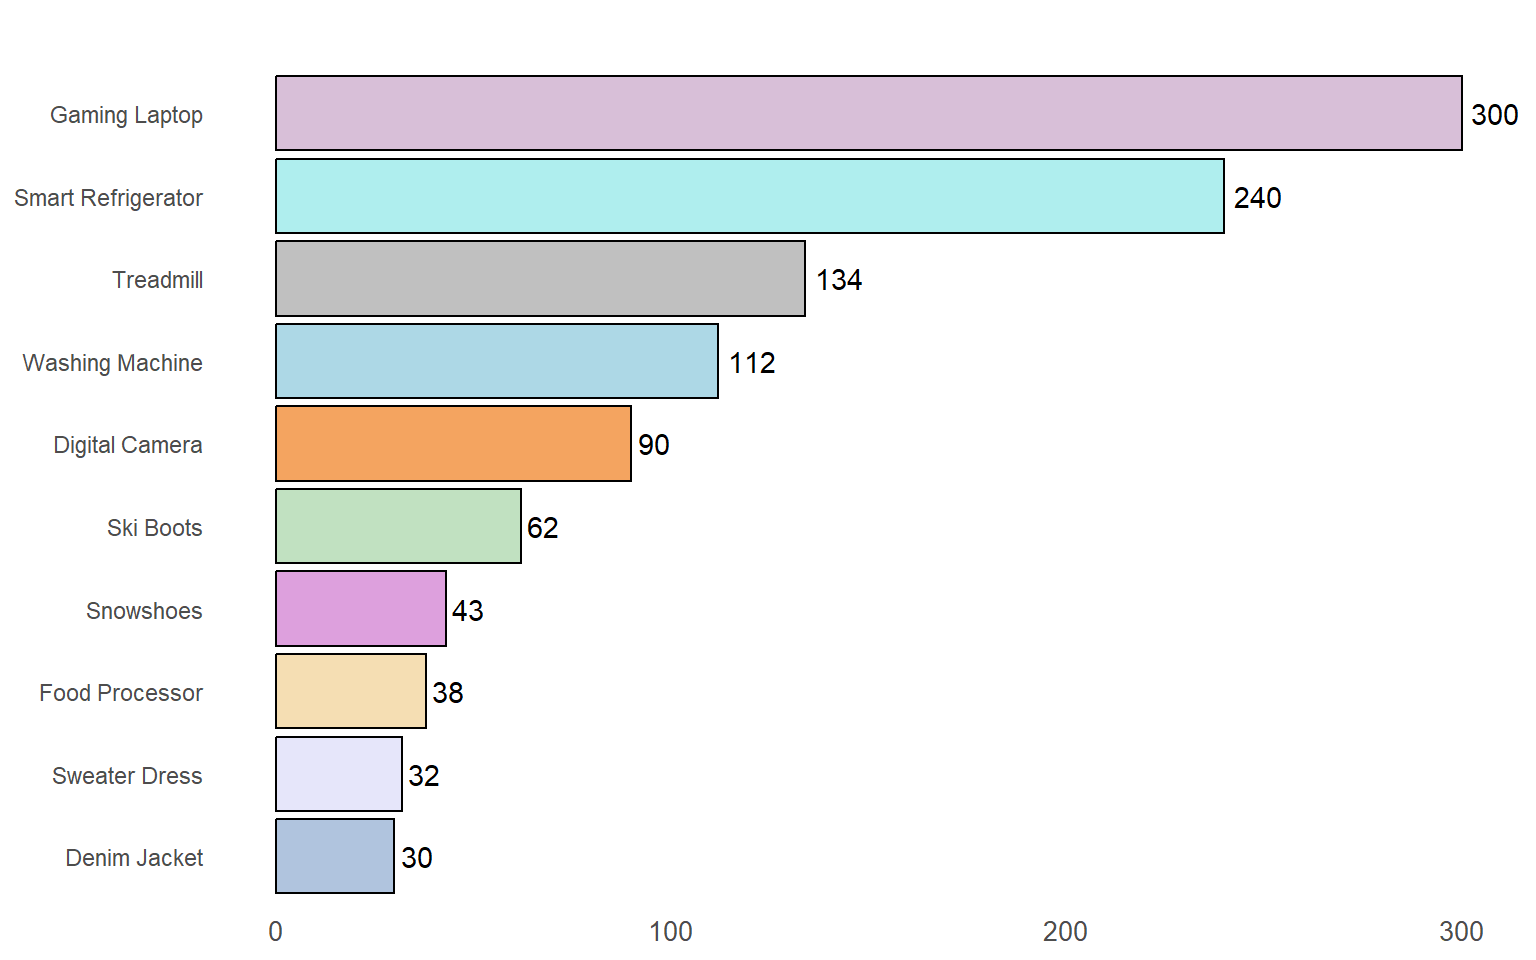 Gaming Laptop 300
Smart Refrigerator 240
Treadmill 134
Washing Machine 112
Digital Camera 90
Ski Boots 62
Snowshoes 43
Food Processor 38
Sweater Dress 32
Denim Jacket 30
0 100 200 300